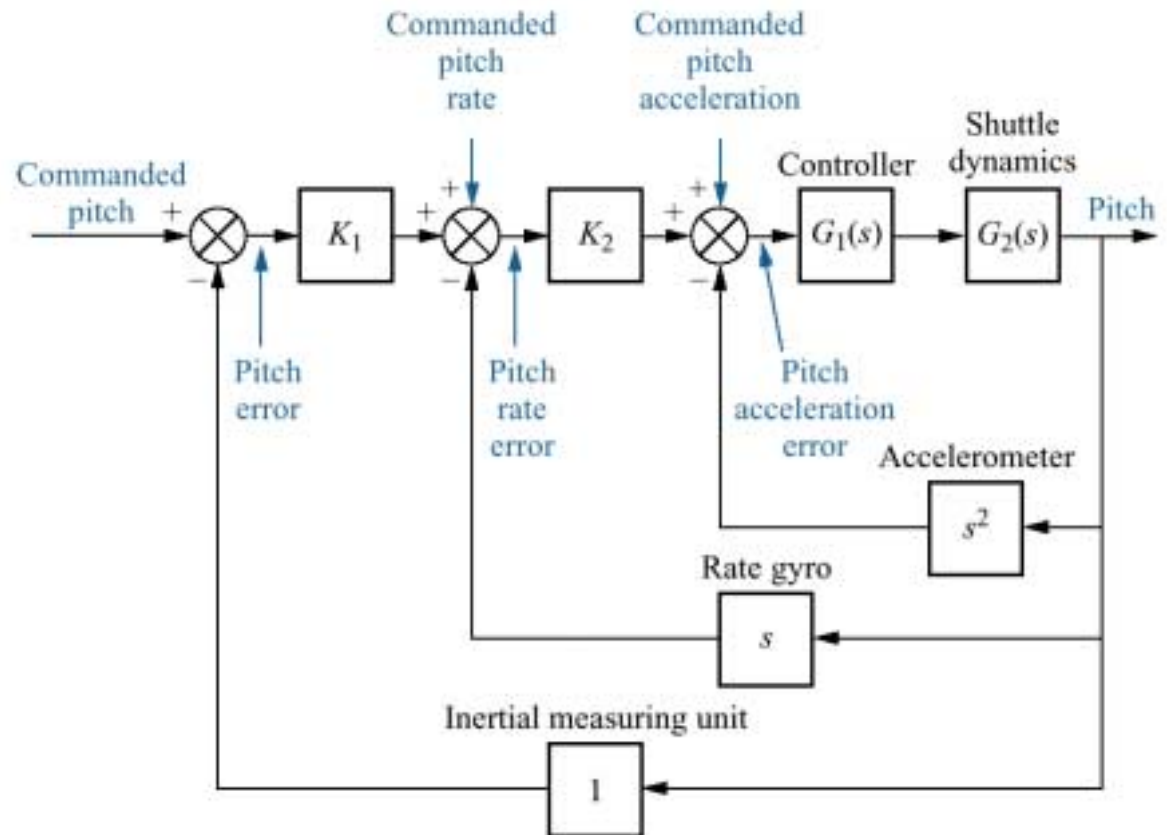 Commanded
pitch
rate
Commanded
pitch
acceleration
Shuttle
dynamics
Controller
Commanded
pitch
Pitch
+
+
+
+
+
K₁
K₂
G₁(s)
G₂(s)
−
−
−
Pitch
error
Pitch
rate
error
Pitch
acceleration
error
Accelerometer
s²
Rate gyro
s
Inertial measuring unit
1